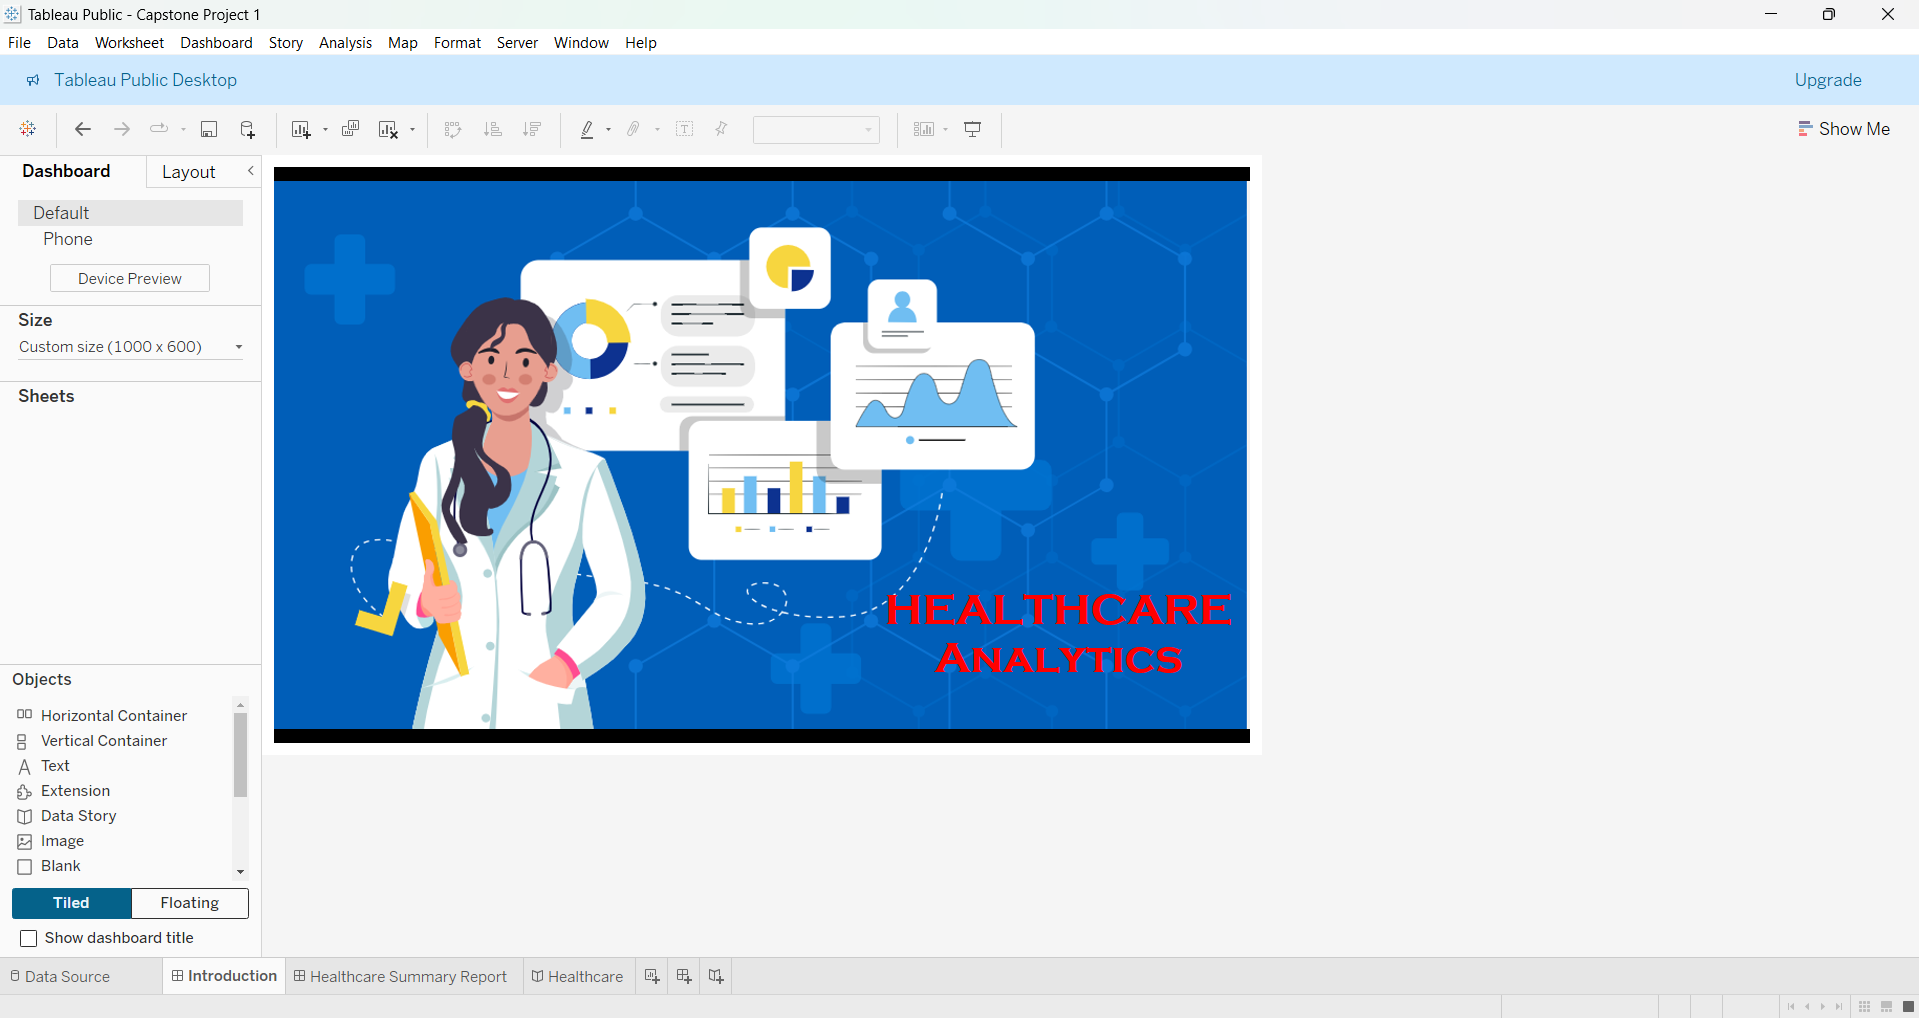 Tableau Public - Capstone Project 1
File Data Worksheet Dashboard Story Analysis Map Format Server Window Help
Tableau Public Desktop Upgrade
Show Me
Dashboard Layout
Default
Phone
Device Preview
Size
Custom size (1000 x 600)
Sheets
HEALTHCARE
ANALYTICS
Objects
Horizontal Container
Vertical Container
Text
Extension
Data Story
Image
Blank
Tiled Floating
Show dashboard title
Data Source Introduction Healthcare Summary Report Healthcare